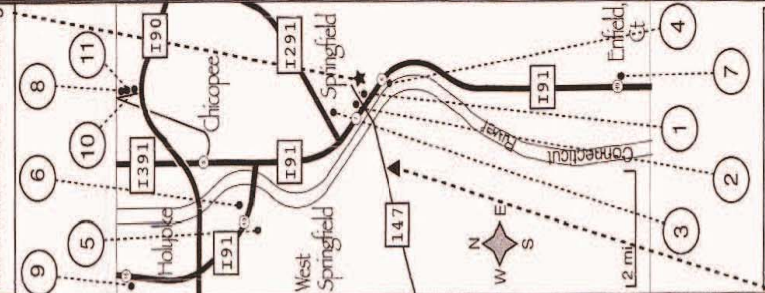 9
6
8
5
10
11
I391
I90
Holyoke
Chicopee
I91
I91
I291
West
Springfield
Springfield
147
N
W E
S
River
I91
Connecticut
Enfield,
Ct
2 mi.
3
1
4
2
7